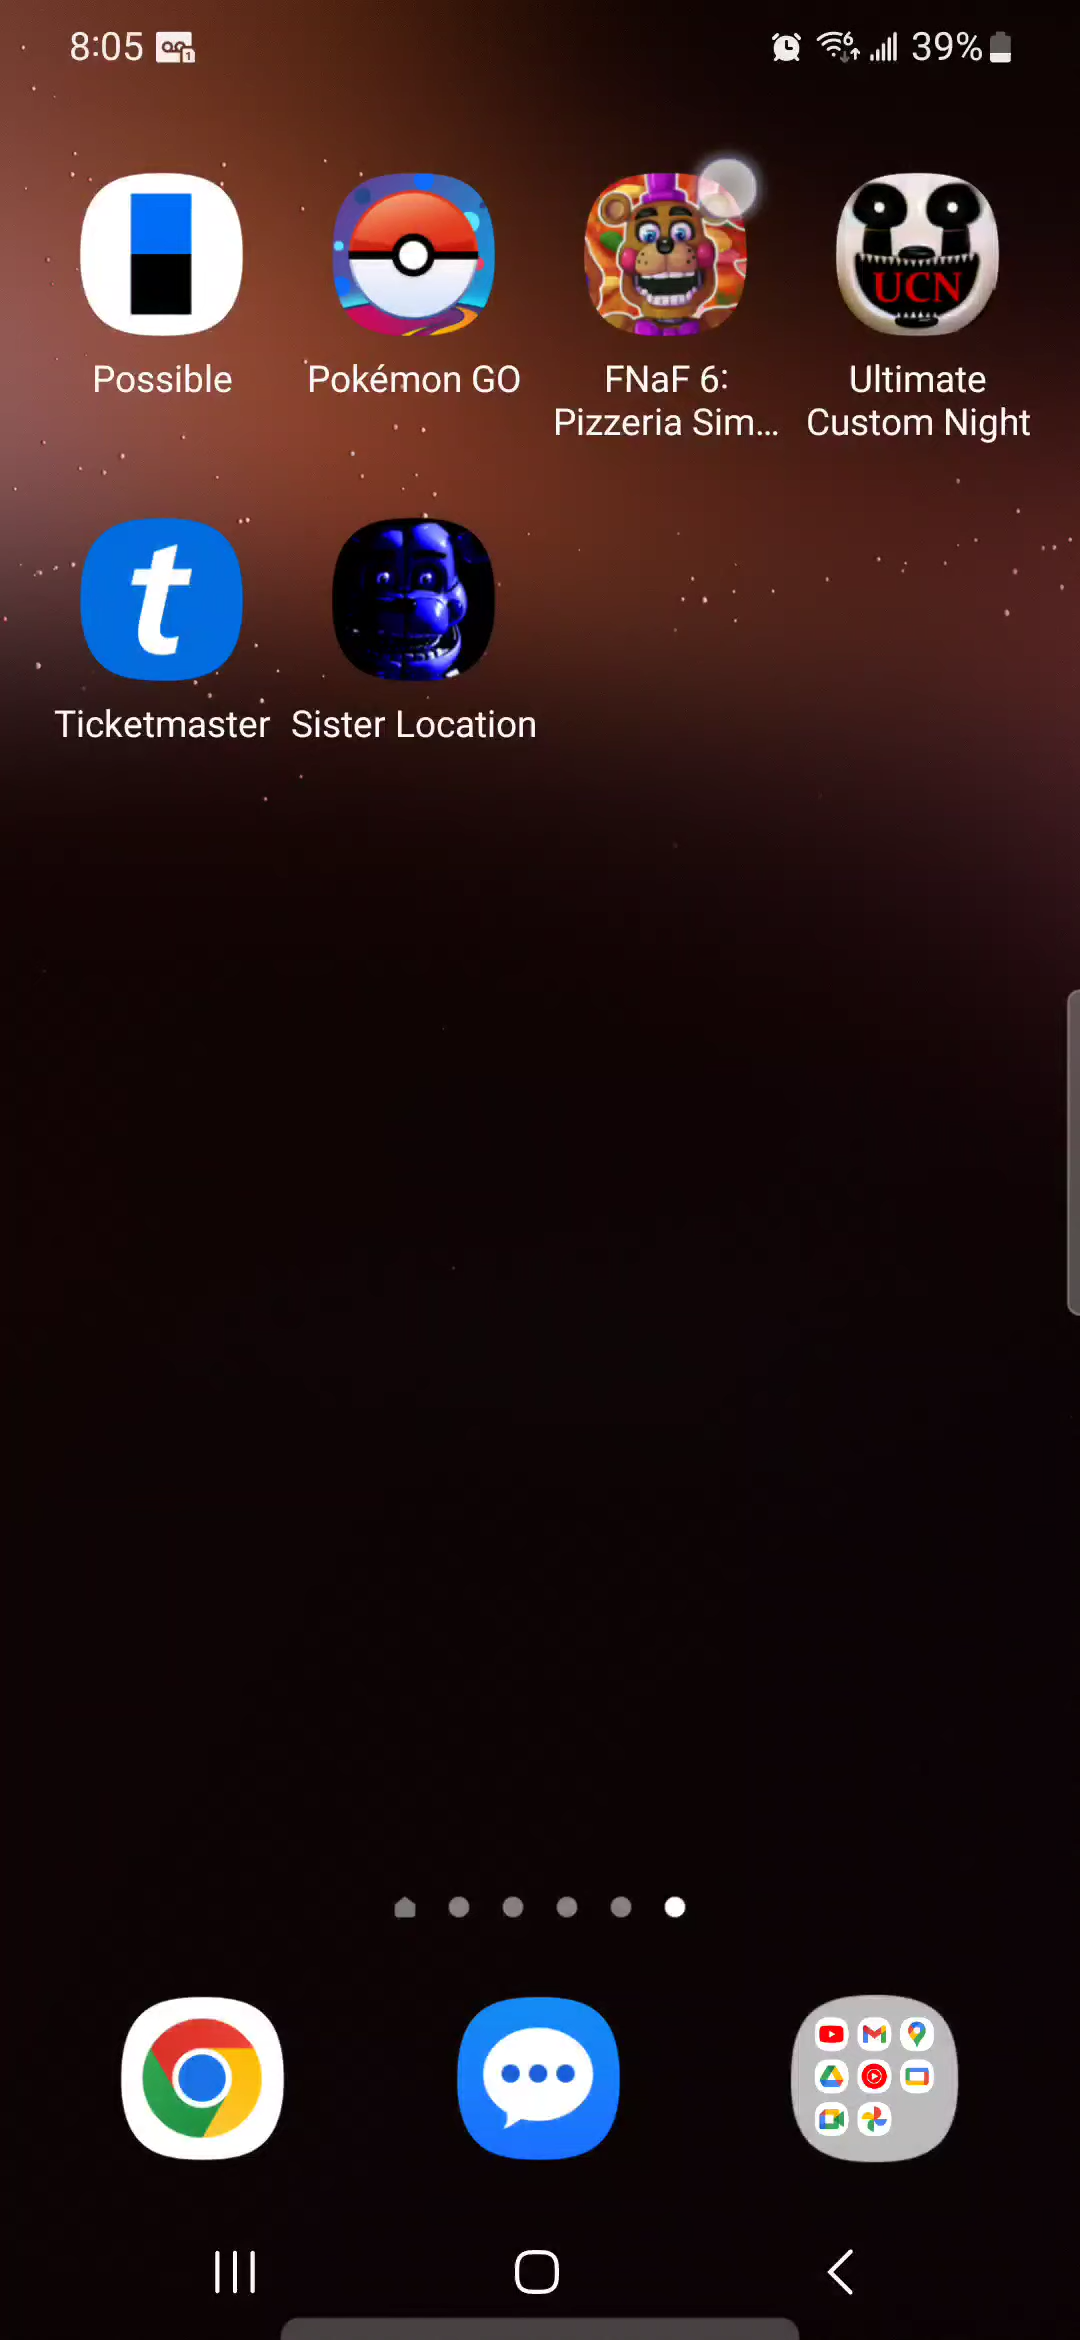 8:05
39%
Possible
Pokémon GO
FNaF 6:
Pizzeria Sim...
UCN
Ultimate
Custom Night
t
Ticketmaster
Sister Location